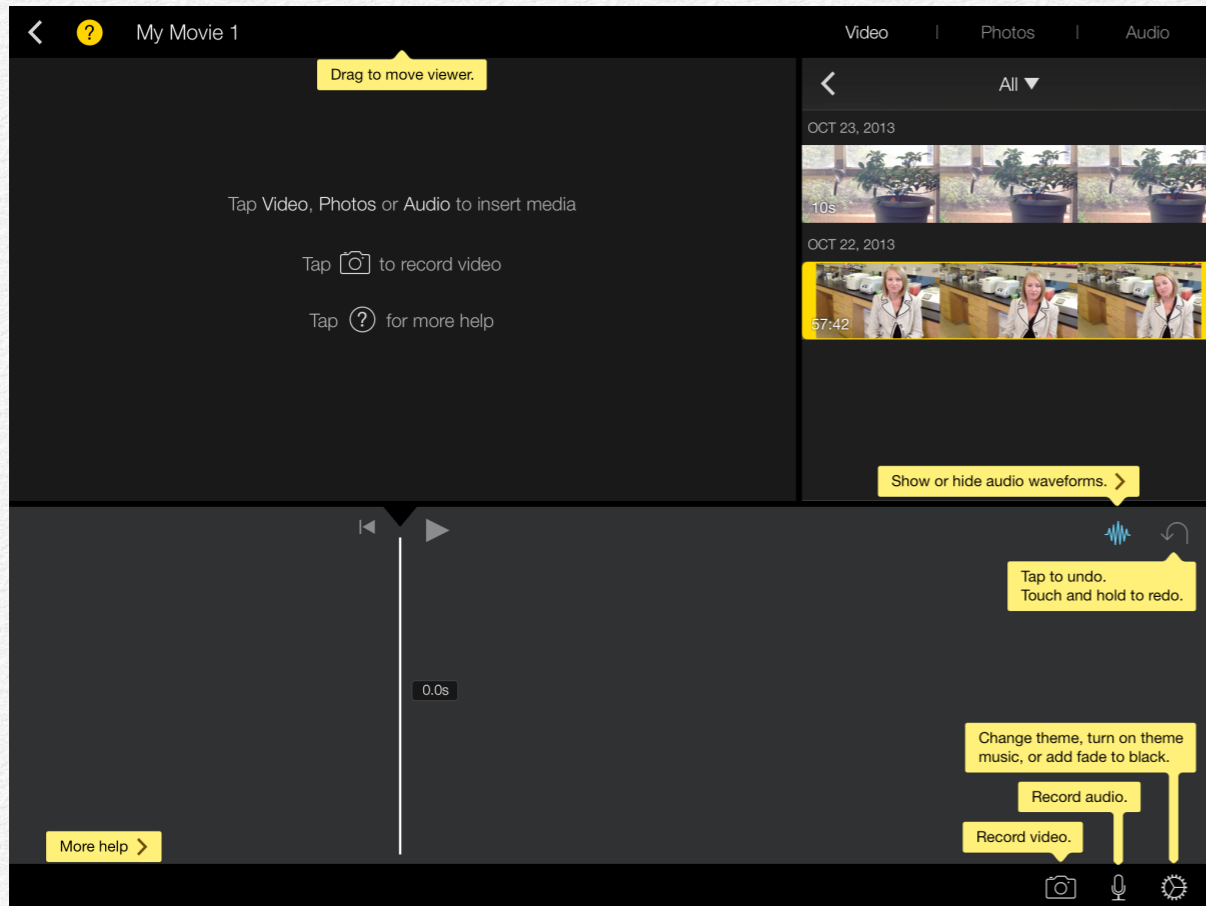 ? My Movie 1
Video | Photos | Audio
Drag to move viewer.
All ▼
OCT 23, 2013
10s
OCT 22, 2013
57:42
Tap Video, Photos or Audio to insert media
Tap to record video
Tap ? for more help
Show or hide audio waveforms. >
Tap to undo.
Touch and hold to redo.
0.0s
Change theme, turn on theme
music, or add fade to black.
Record audio.
Record video.
More help >